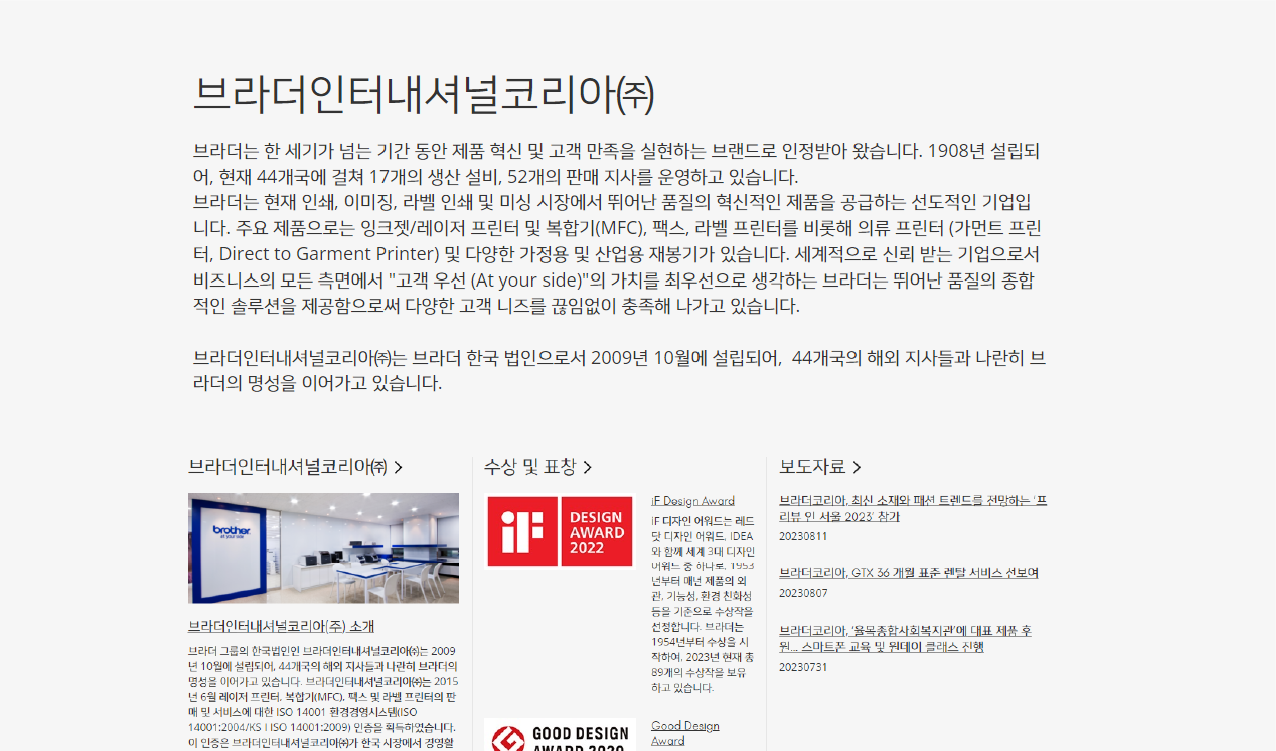 브라더인터내셔널코리아㈜
브라더는 한 세기가 넘는 기간 동안 제품 혁신 및 고객 만족을 실현하는 브랜드로 인정받아 왔습니다. 1908년 설립되
어, 현재 44개국에 걸쳐 17개의 생산 설비, 52개의 판매 지사를 운영하고 있습니다.
브라더는 현재 인쇄, 이미징, 라벨 인쇄 및 미싱 시장에서 뛰어난 품질의 혁신적인 제품을 공급하는 선도적인 기업입
니다. 주요 제품으로는 잉크젯/레이저 프린터 및 복합기(MFC), 팩스, 라벨 프린터를 비롯해 의류 프린터 (가먼트 프린
터, Direct to Garment Printer) 및 다양한 가정용 및 산업용 재봉기가 있습니다. 세계적으로 신뢰 받는 기업으로서
비즈니스의 모든 측면에서 "고객 우선 (At your side)"의 가치를 최우선으로 생각하는 브라더는 뛰어난 품질의 종합
적인 솔루션을 제공함으로써 다양한 고객 니즈를 끊임없이 충족해 나가고 있습니다.
브라더인터내셔널코리아㈜는 브라더 한국 법인으로서 2009년 10월에 설립되어, 44개국의 해외 지사들과 나란히 브
라더의 명성을 이어가고 있습니다.
브라더인터내셔널코리아㈜
brother
at your side
브라더인터내셔널코리아(주) 소개
브라더 그룹의 한국법인인 브라더인터내셔널코리아㈜는 2009
년 10월에 설립되어, 44개국의 해외 지사들과 나란히 브라더의
명성을 이어가고 있습니다. 브라더인터내셔널코리아㈜는 2015
년 6월 레이저 프린터, 복합기(MFC), 팩스 및 라벨 프린터의 판
매 및 서비스에 대한 ISO 14001 환경경영시스템(ISO
14001:2004/KS I ISO 14001:2009) 인증을 획득하였습니다.
이 인증은 브라더인터내셔널코리아㈜가 한국 시장에서 경영활
수상 및 표창
iF
DESIGN
AWARD
2022
iF Design Award
iF 디자인 어워드는 레드
닷 디자인 어워드, IDEA
와 함께 세계 3대 디자인
어워드 중 하나로, 1953
년부터 매년 제품의 외
관, 기능성, 환경 친화성
등을 기준으로 수상작을
선정합니다. 브라더는
1954년부터 수상을 시
작하여, 2023년 현재 총
89개의 수상작을 보유
하고 있습니다.
GOOD DESIGN
AWARD 2020
Good Design
Award
보도자료
브라더코리아, 최신 소재와 패션 트렌드를 전망하는 ‘프
리뷰 인 서울 2023’ 참가
20230811
브라더코리아, GTX 36 개월 표준 렌탈 서비스 선보여
20230807
브라더코리아, ‘율목종합사회복지관’에 대표 제품 후
원... 스마트폰 교육 및 원데이 클래스 진행
20230731